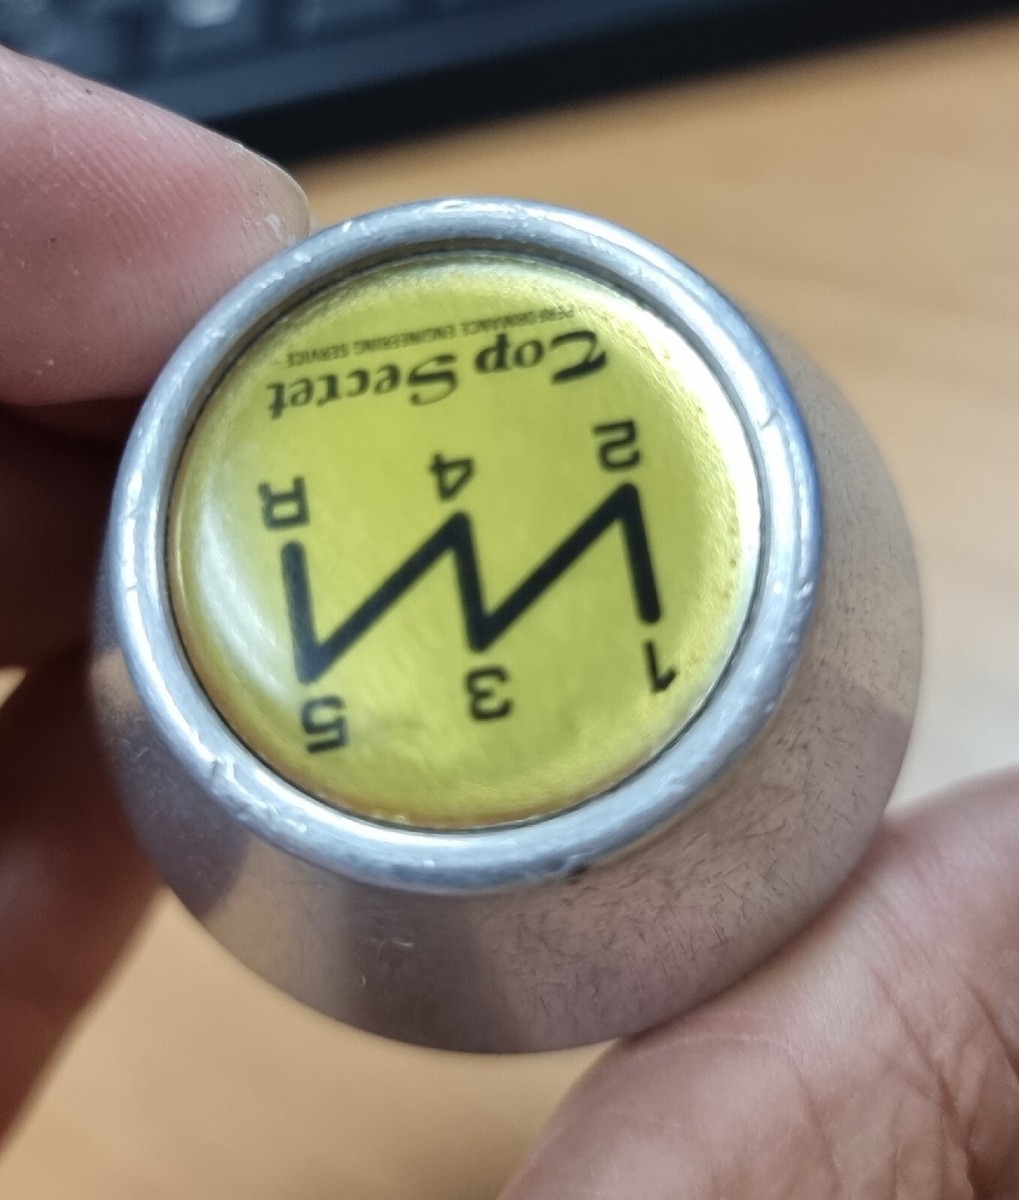 1 3 5
2 4 R
Top Secret
PERFORMANCE ENGINEERING SERVICE